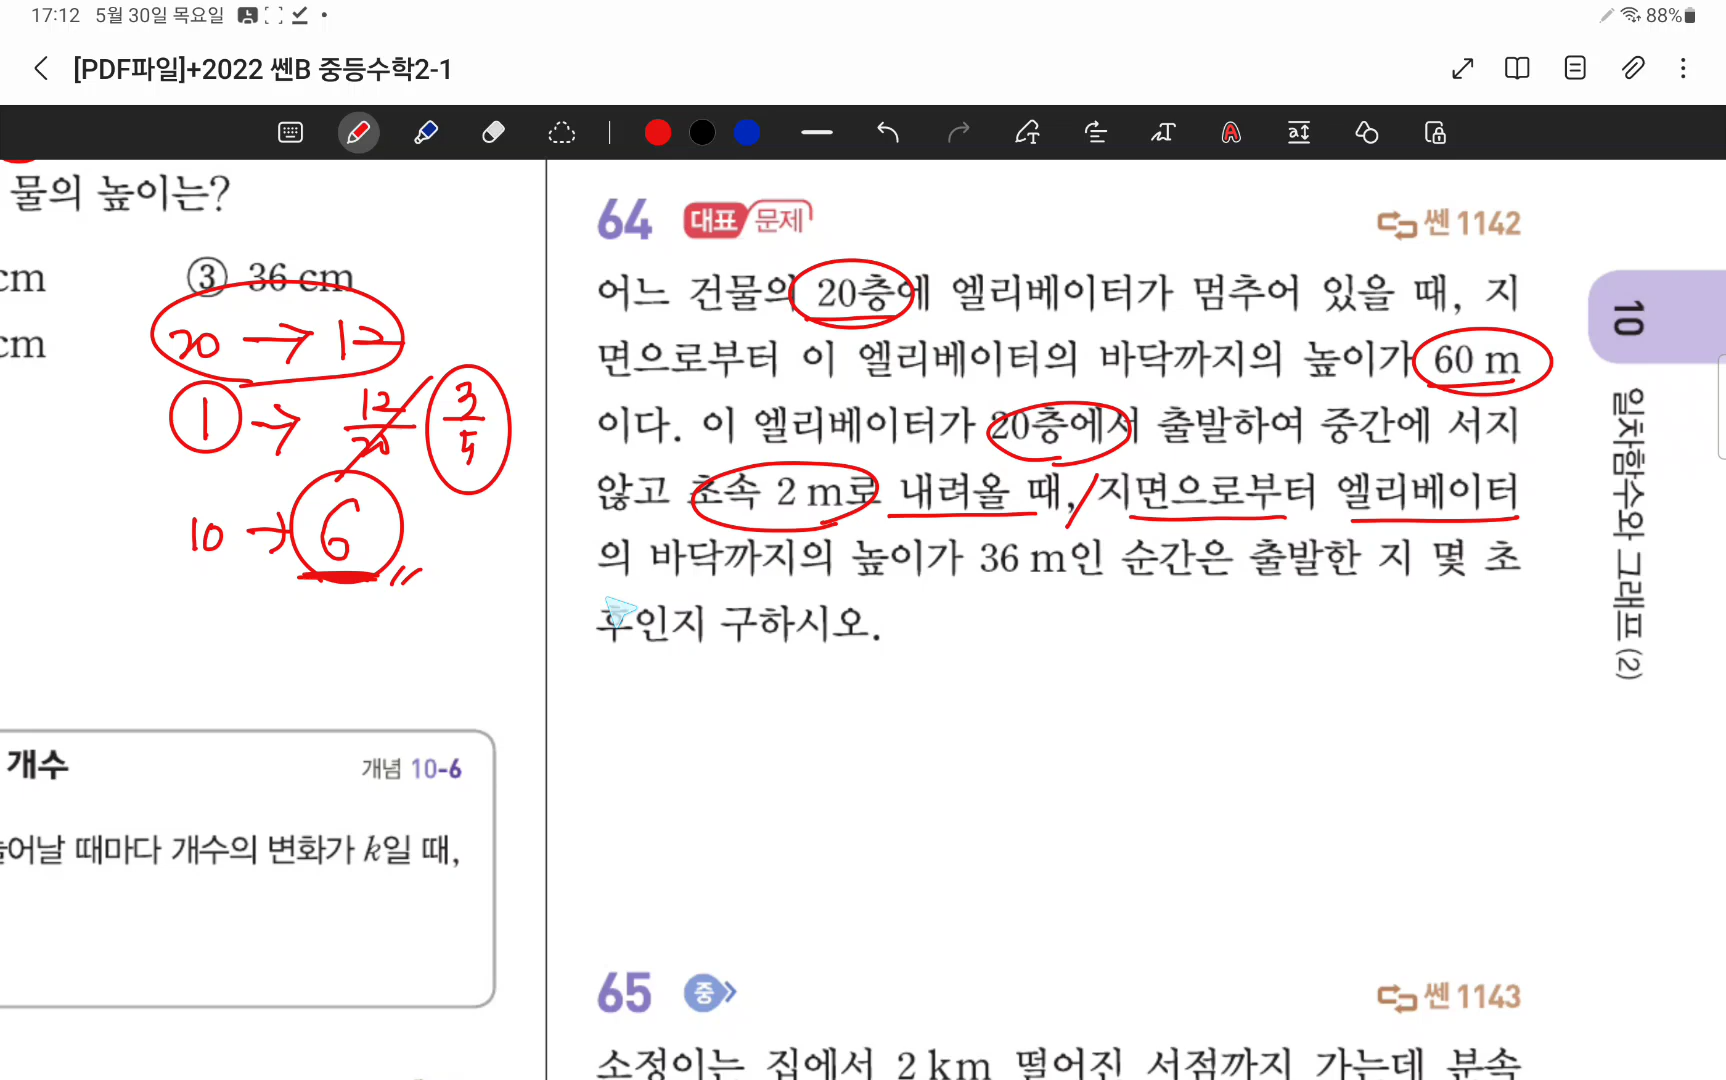 17:12 5월 30일 목요일
88%
[PDF파일]+2022 쎈B 중등수학2-1
물의 높이는?
cm ③ 36 cm
cm
20 → 12
1 → 12/20 3/5
10 → 6
개수
개념 10-6
어날 때마다 개수의 변화가 k일 때,
64 대표 문제 쎈 1142
어느 건물의 20층에 엘리베이터가 멈추어 있을 때, 지
면으로부터 이 엘리베이터의 바닥까지의 높이가 60 m
이다. 이 엘리베이터가 20층에서 출발하여 중간에 서지
않고 초속 2 m로 내려올 때, 지면으로부터 엘리베이터
의 바닥까지의 높이가 36 m인 순간은 출발한 지 몇 초
후인지 구하시오.
65 중 쎈 1143
소정이는 집에서 2 km 떨어진 서점까지 가는데 분속
10
일차함수와 그래프 (2)